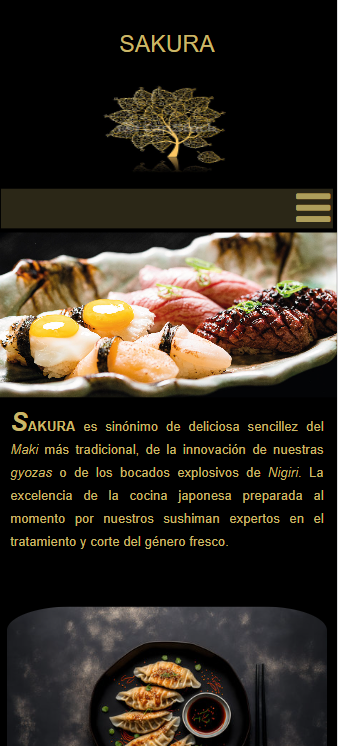 SAKURA
SAKURA es sinónimo de deliciosa sencillez del
Maki más tradicional, de la innovación de nuestras
gyozas o de los bocados explosivos de Nigiri. La
excelencia de la cocina japonesa preparada al
momento por nuestros sushiman expertos en el
tratamiento y corte del género fresco.